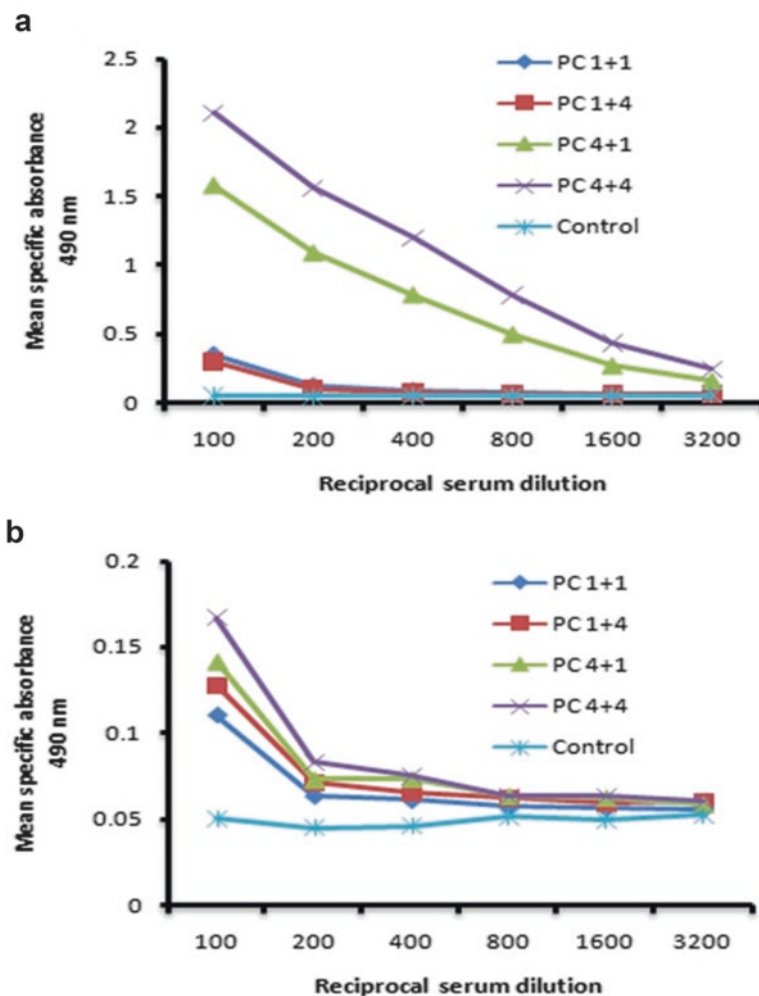 a
Mean specific absorbance
490 nm
2.5
2
1.5
1
0.5
0
PC 1+1
PC 1+4
PC 4+1
PC 4+4
Control
100 200 400 800 1600 3200
Reciprocal serum dilution
b
Mean specific absorbance
490 nm
0.2
0.15
0.1
0.05
0
PC 1+1
PC 1+4
PC 4+1
PC 4+4
Control
100 200 400 800 1600 3200
Reciprocal serum dilution